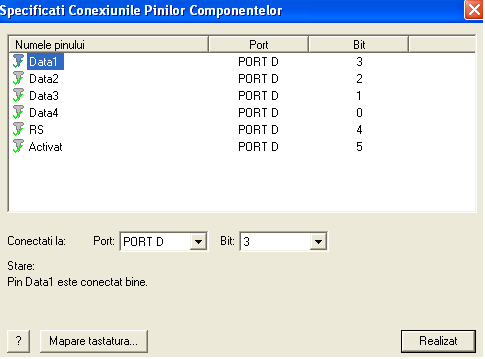 Specificati Conexiunile Pinilor Componentelor
Numele pinului Port Bit
Data1 PORT D 3
Data2 PORT D 2
Data3 PORT D 1
Data4 PORT D 0
RS PORT D 4
Activat PORT D 5
Conectati la: Port: PORT D Bit: 3
Stare:
Pin Data1 este conectat bine.
? Mapare tastatura... Realizat